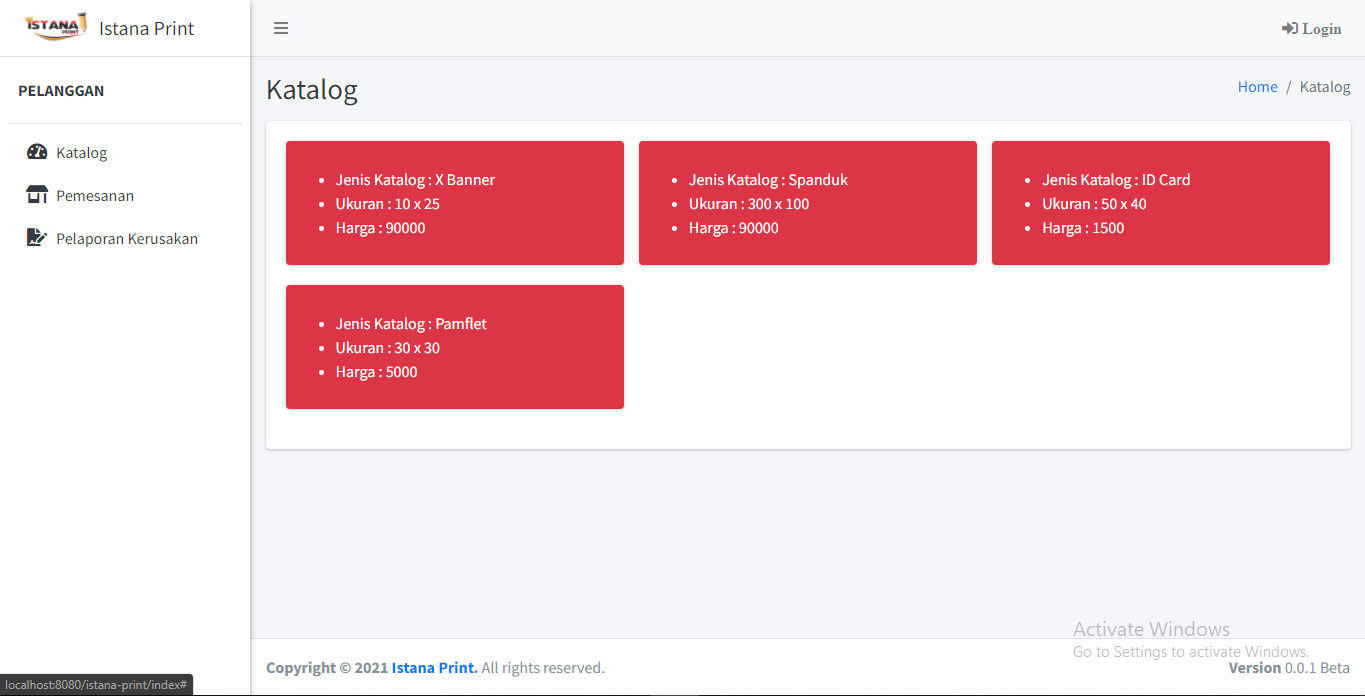 ISTANA
PRINT
Istana Print
Login
PELANGGAN
Katalog
Pemesanan
Pelaporan Kerusakan
Katalog
Home / Katalog
Jenis Katalog : X Banner
Ukuran : 10 x 25
Harga : 90000
Jenis Katalog : Spanduk
Ukuran : 300 x 100
Harga : 90000
Jenis Katalog : ID Card
Ukuran : 50 x 40
Harga : 1500
Jenis Katalog : Pamflet
Ukuran : 30 x 30
Harga : 5000
Activate Windows
Go to Settings to activate Windows.
Copyright © 2021 Istana Print. All rights reserved.
Version 0.0.1 Beta
localhost:8080/istana-print/index#